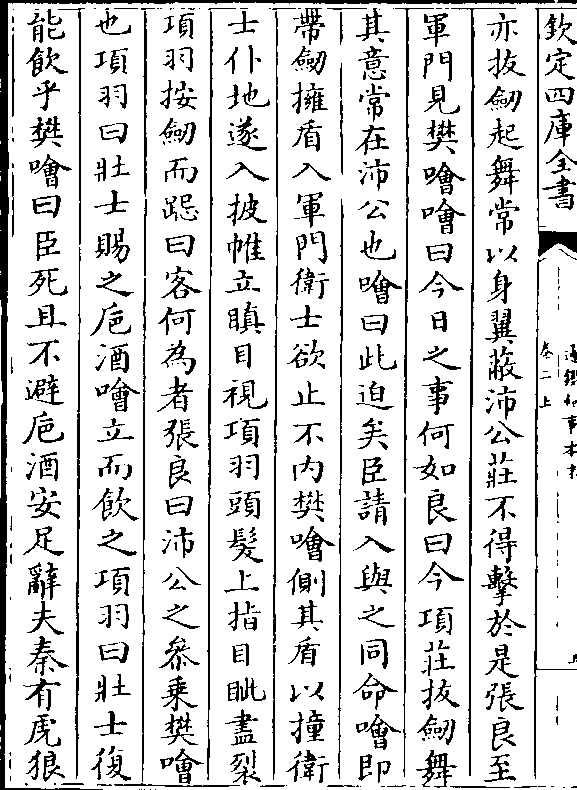 欽定四庫全書
卷二上
亦拔劒起舞常以身翼蔽沛公莊不得擊於是張良至
軍門見樊噲噲曰今日之事何如良曰今項莊拔劒舞
其意常在沛公也噲曰此迫矣臣請入與之同命噲即
帶劒擁盾入軍門衛士欲止不内樊噲側其盾以撞衛
士仆地遂入披帷立瞋目視項羽頭髮上指目眦盡裂
項羽按劒而跽曰客何為者張良曰沛公之叅乗樊噲
也項羽曰壯士賜之巵酒噲立而飲之項羽曰壯士復
能飲乎樊噲曰臣死且不避巵酒安足辭夫秦有虎狼